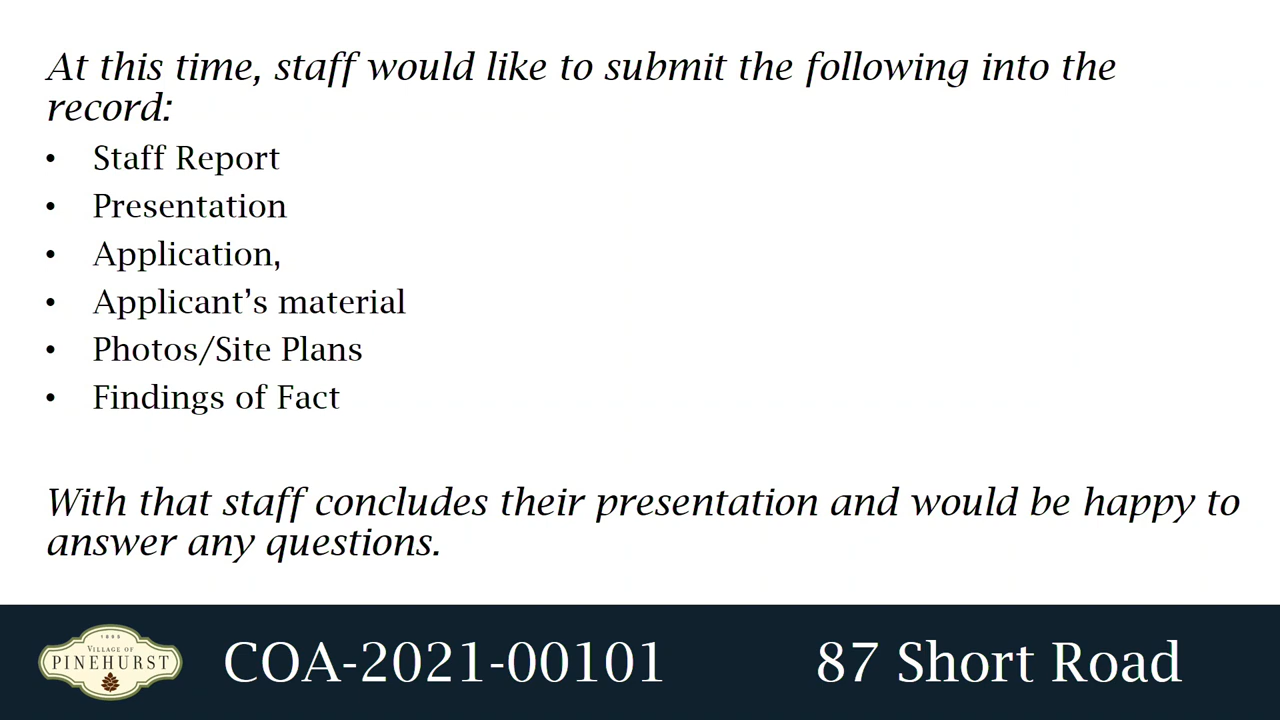 At this time, staff would like to submit the following into the
record:
• Staff Report
• Presentation
• Application,
• Applicant’s material
• Photos/Site Plans
• Findings of Fact
With that staff concludes their presentation and would be happy to
answer any questions.
1895
VILLAGE OF
PINEHURST
COA-2021-00101
87 Short Road